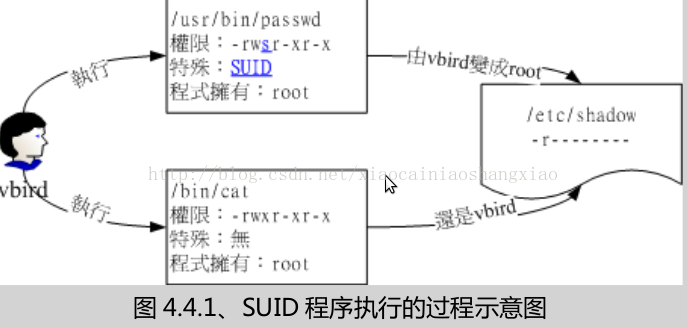 /usr/bin/passwd
權限：-rwsr-xr-x
特殊：SUID
程式擁有：root
執行
由vbird變成root
/etc/shadow
-r--------
vbird
http://blog.csdn.net/xiaocainiaoshangxiao
/bin/cat
權限：-rwxr-xr-x
特殊：無
程式擁有：root
執行
還是vbird
图 4.4.1、SUID 程序执行的过程示意图